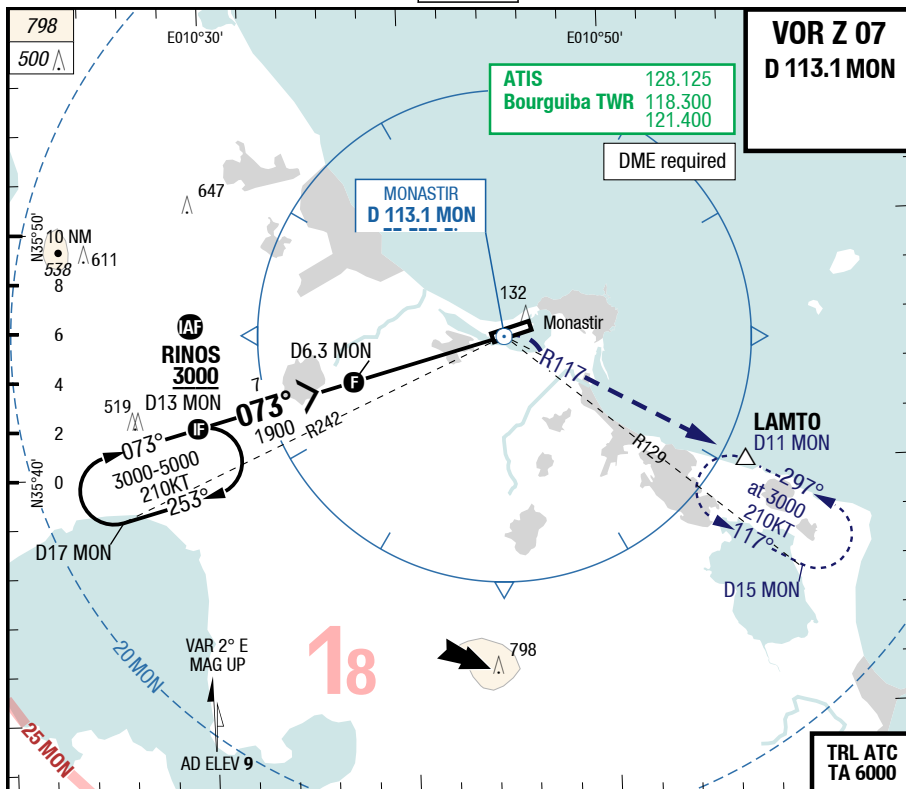 798
500
E010°30'
E010°50'
VOR Z 07
D 113.1 MON
ATIS 128.125
Bourguiba TWR 118.300
121.400
DME required
MONASTIR
D 113.1 MON
647
N35°50'
10 NM
538
611
8
6
4
2
0
N35°40'
132
Monastir
IAF
RINOS
3000
D13 MON
IF
D6.3 MON
F
7
073°
1900
R242
519
073°
3000-5000
210KT
253°
D17 MON
R117
R129
LAMTO
D11 MON
297°
at 3000
210KT
117°
D15 MON
VAR 2° E
MAG UP
AD ELEV 9
18
798
20 MON
25 MON
TRL ATC
TA 6000